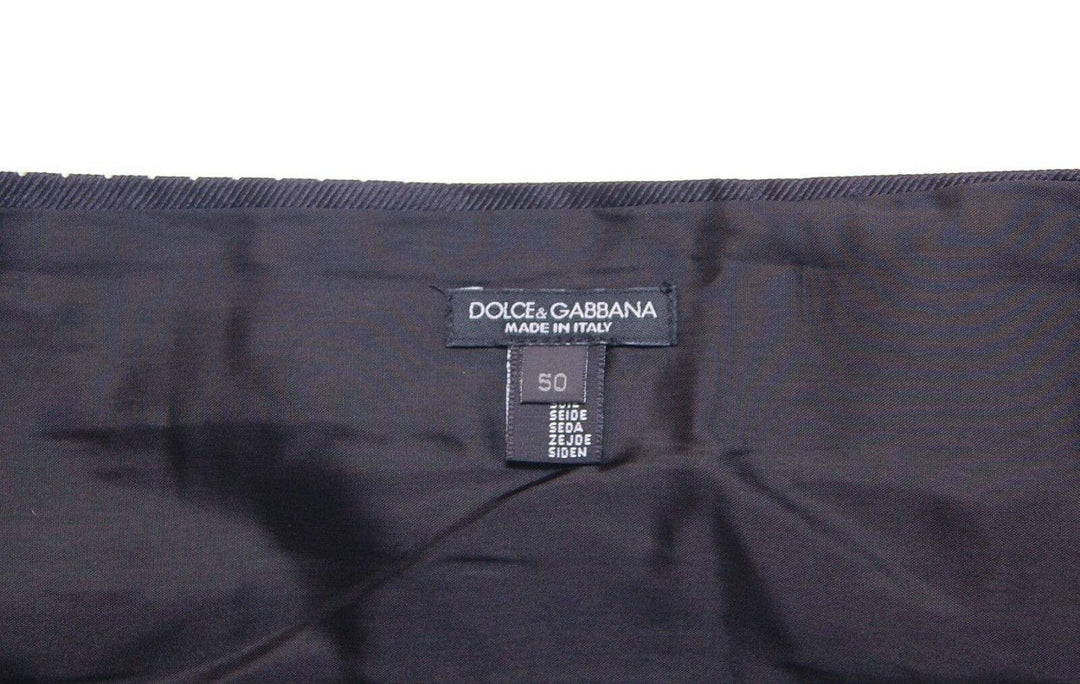 DOLCE & GABBANA
MADE IN ITALY
50
SEIDE
SEDA
ZEJDE
SIDEN